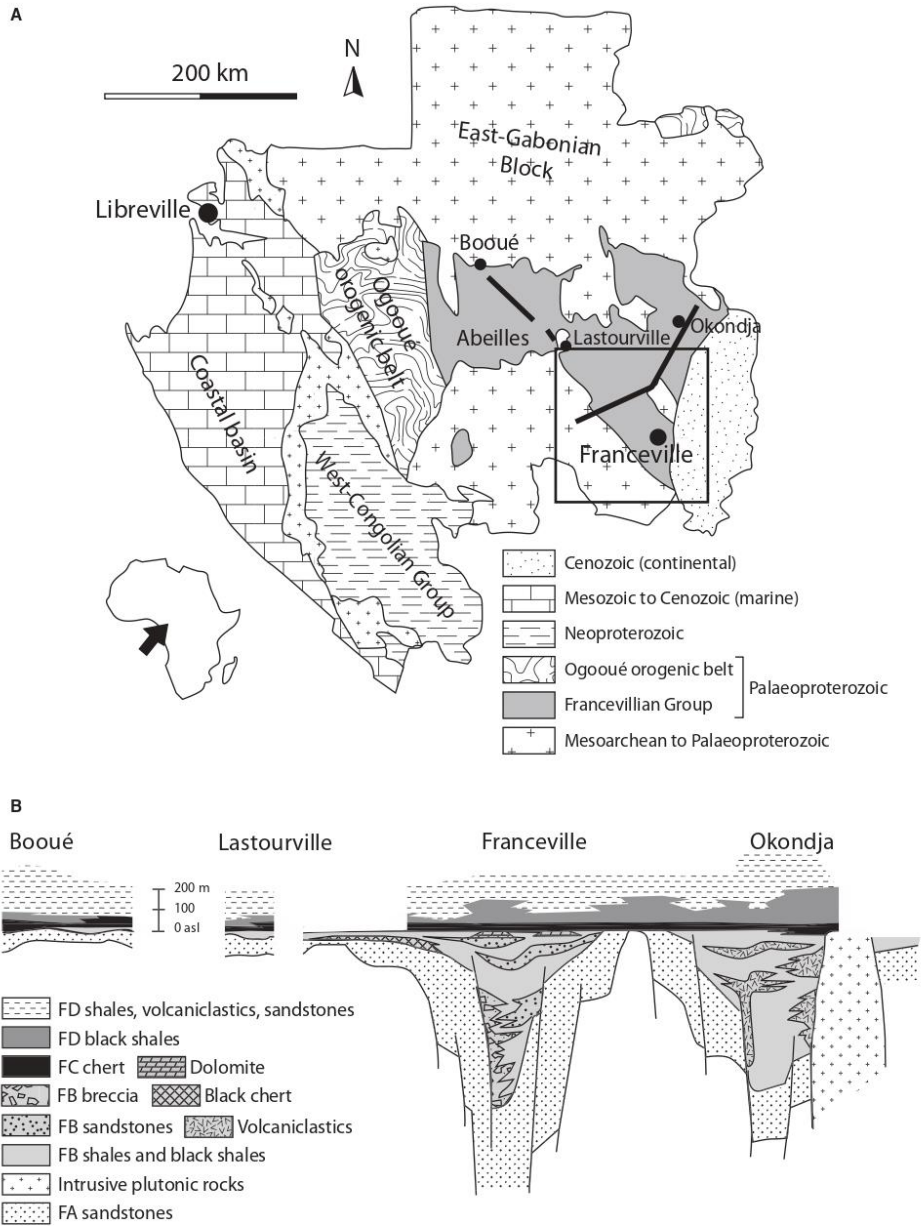 A
N
200 km
East-Gabonian
Block
Libreville
Booué
Ogooué
orogenic belt
Abeilles
Lastourville
Okondja
Coastal basin
Franceville
West-Congolian Group
Cenozoic (continental)
Mesozoic to Cenozoic (marine)
Neoproterozoic
Ogooué orogenic belt
Palaeoproterozoic
Francevillian Group
Mesoarchean to Palaeoproterozoic
B
Booué
Lastourville
Franceville
Okondja
200 m
100
0 asl
FD shales, volcaniclastics, sandstones
FD black shales
FC chert
Dolomite
FB breccia
Black chert
FB sandstones
Volcaniclastics
FB shales and black shales
Intrusive plutonic rocks
FA sandstones